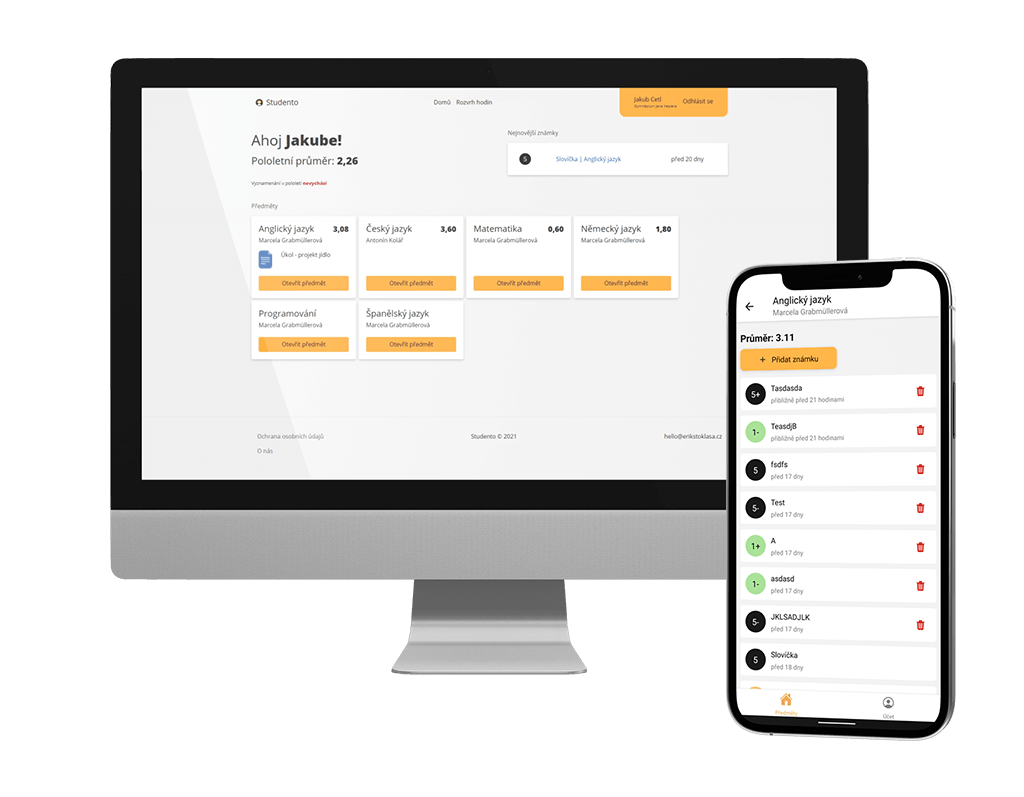 Studento
Domů Rozvrh hodin
Jakub Cetl
Odhlásit se
Ahoj Jakube!
Pololetní průměr: 2,26
Vyznamenání v pololetí nevychází
Nejnovější známky
5 Slovíčka | Anglický jazyk před 20 dny
Předměty
Anglický jazyk 3,08
Marcela Grabmüllerová
Úkol - projekt jídlo
Otevřít předmět
Český jazyk 3,60
Antonín Kolář
Otevřít předmět
Matematika 0,60
Marcela Grabmüllerová
Otevřít předmět
Německý jazyk 1,80
Marcela Grabmüllerová
Otevřít předmět
Programování
Marcela Grabmüllerová
Otevřít předmět
Španělský jazyk
Marcela Grabmüllerová
Otevřít předmět
Ochrana osobních údajů
O nás
Studento © 2021
hello@erikstoklasa.cz
Anglický jazyk
Marcela Grabmüllerová
Průměr: 3.11
+ Přidat známku
5+ Tasdasda
přibližně před 21 hodinami
1- TeasdjB
přibližně před 21 hodinami
5 fsdfs
před 17 dny
5- Test
před 17 dny
1+ A
před 17 dny
1- asdasd
před 17 dny
5- JKLSADJLK
před 17 dny
5 Slovíčka
před 18 dny
Předměty
Účet